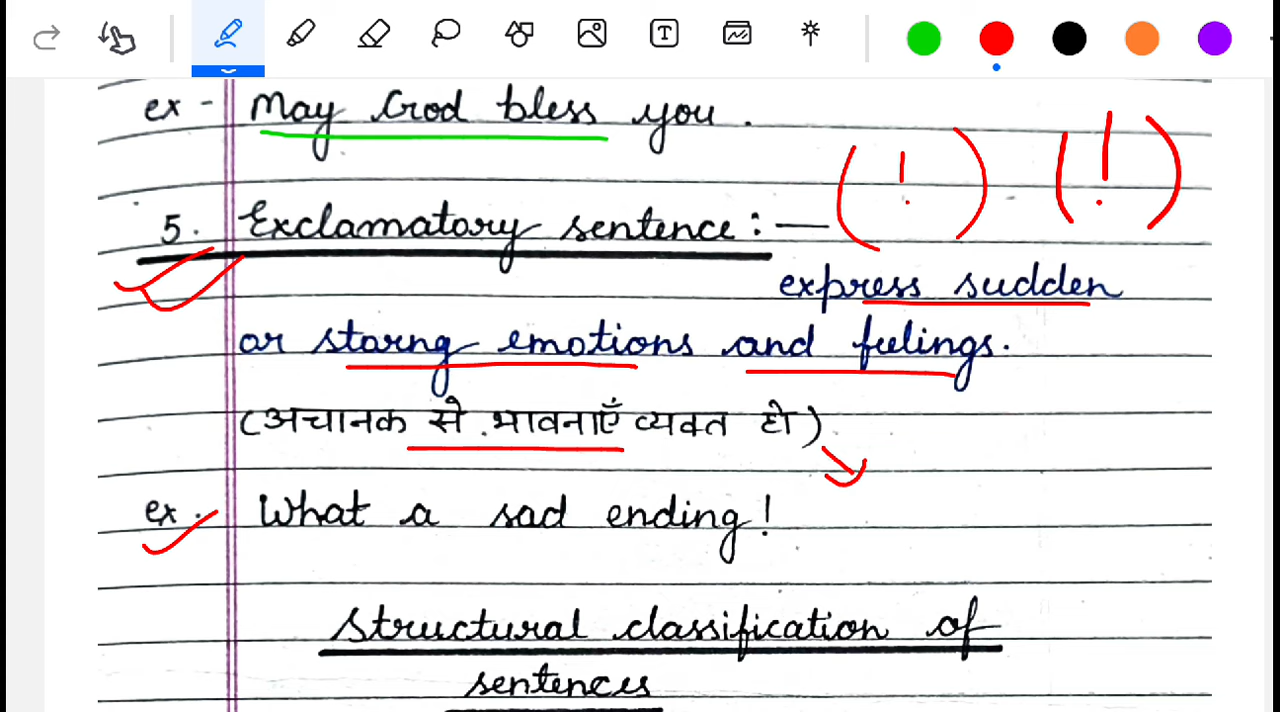 ex - May God bless you.
5. Exclamatory sentence :— (!) (!)
express sudden
or starng emotions and feelings.
(अचानक से भावनाएँ व्यक्त हो)
ex. What a sad ending!
Structural classification of
sentences